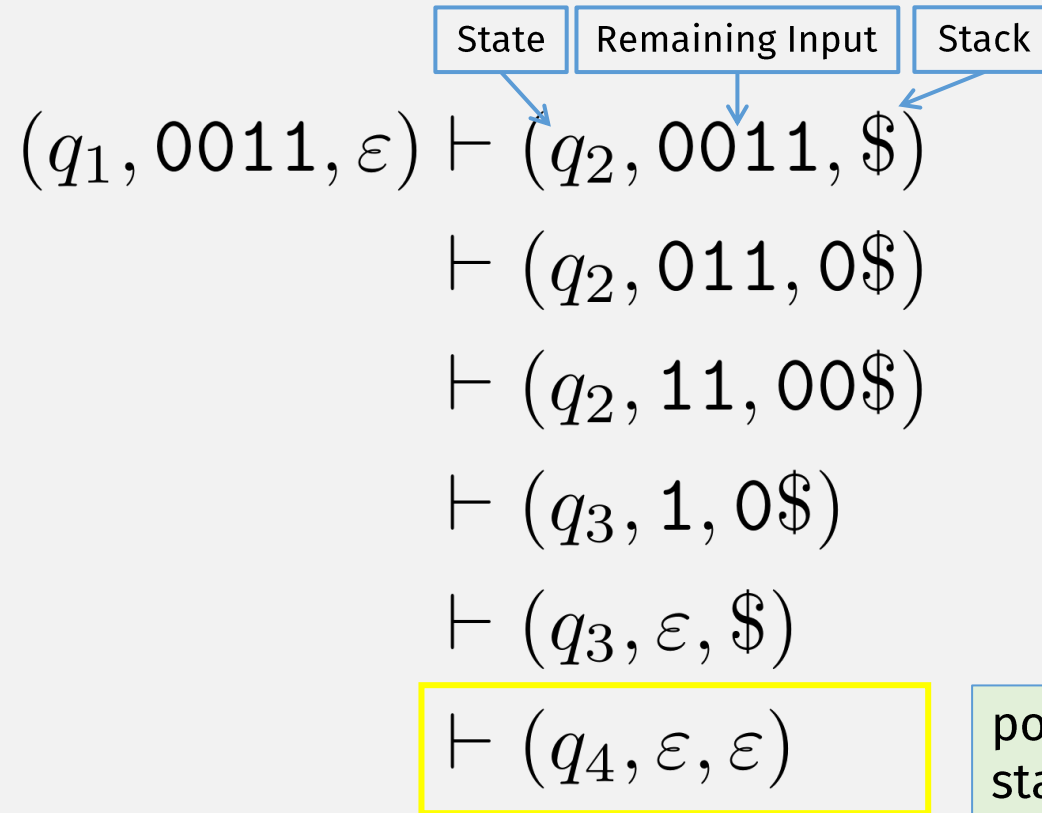 State Remaining Input Stack
(q₁, 0011, ε) ⊢ (q₂, 0011, $)
⊢ (q₂, 011, 0$)
⊢ (q₂, 11, 00$)
⊢ (q₃, 1, 0$)
⊢ (q₃, ε, $)
⊢ (q₄, ε, ε)